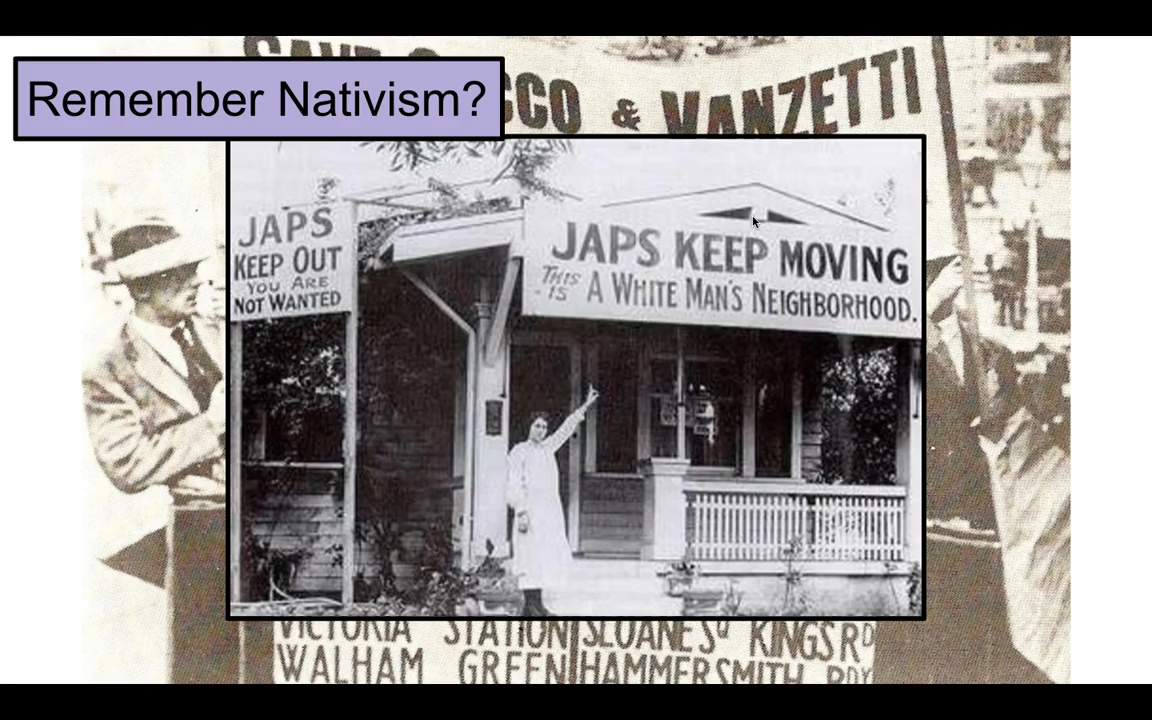 CCO & VANZETTI
Remember Nativism?
JAPS
KEEP OUT
YOU ARE
NOT WANTED
JAPS KEEP MOVING
THIS IS A WHITE MAN'S NEIGHBORHOOD.
VICTORIA STATION SLOANE SQ KINGS RD
WALHAM GREEN HAMMERSMITH BDY